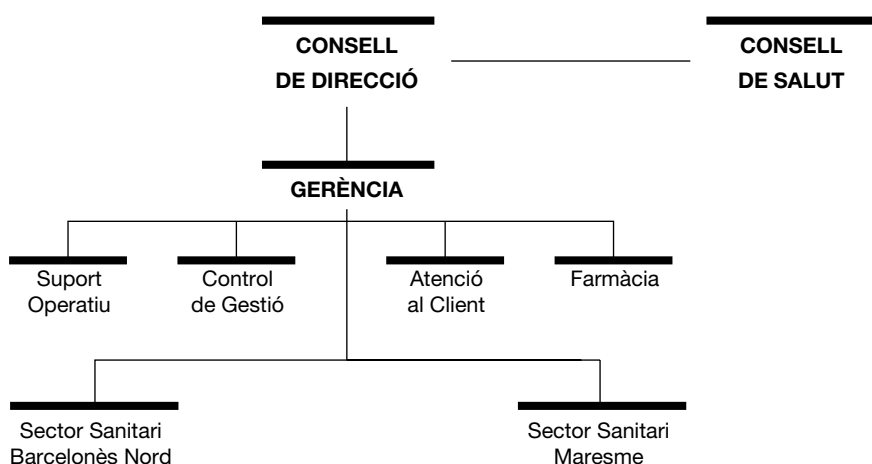 CONSELL
DE DIRECCIÓ
CONSELL
DE SALUT
GERÈNCIA
Suport
Operatiu
Control
de Gestió
Atenció
al Client
Farmàcia
Sector Sanitari
Barcelonès Nord
Sector Sanitari
Maresme